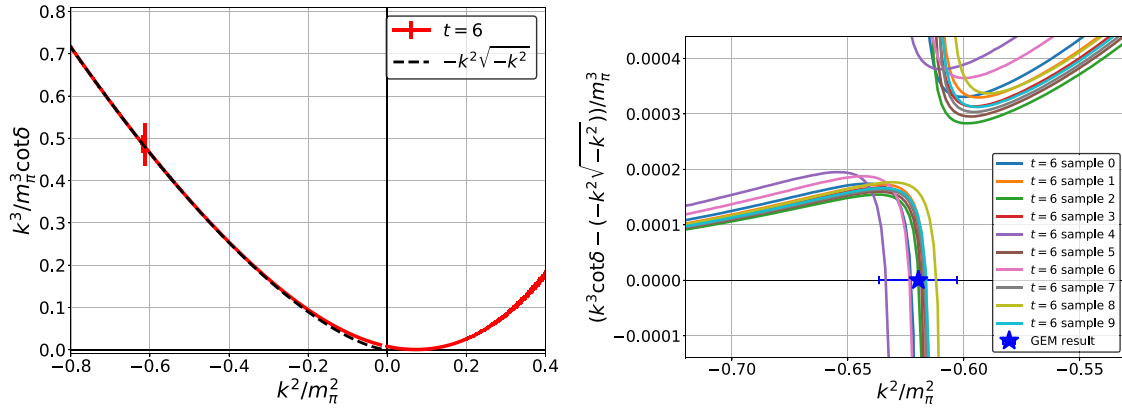 0.8
0.7
0.6
0.5
0.4
0.3
0.2
0.1
0.0
k³/m³_π cotδ
−0.8 −0.6 −0.4 −0.2 0.0 0.2 0.4
k²/m²_π
t = 6
−k²√−k²
0.0004
0.0003
0.0002
0.0001
0.0000
−0.0001
(k³cotδ − (−k²√−k²))/m³_π
−0.70 −0.65 −0.60 −0.55
k²/m²_π
t = 6 sample 0
t = 6 sample 1
t = 6 sample 2
t = 6 sample 3
t = 6 sample 4
t = 6 sample 5
t = 6 sample 6
t = 6 sample 7
t = 6 sample 8
t = 6 sample 9
GEM result